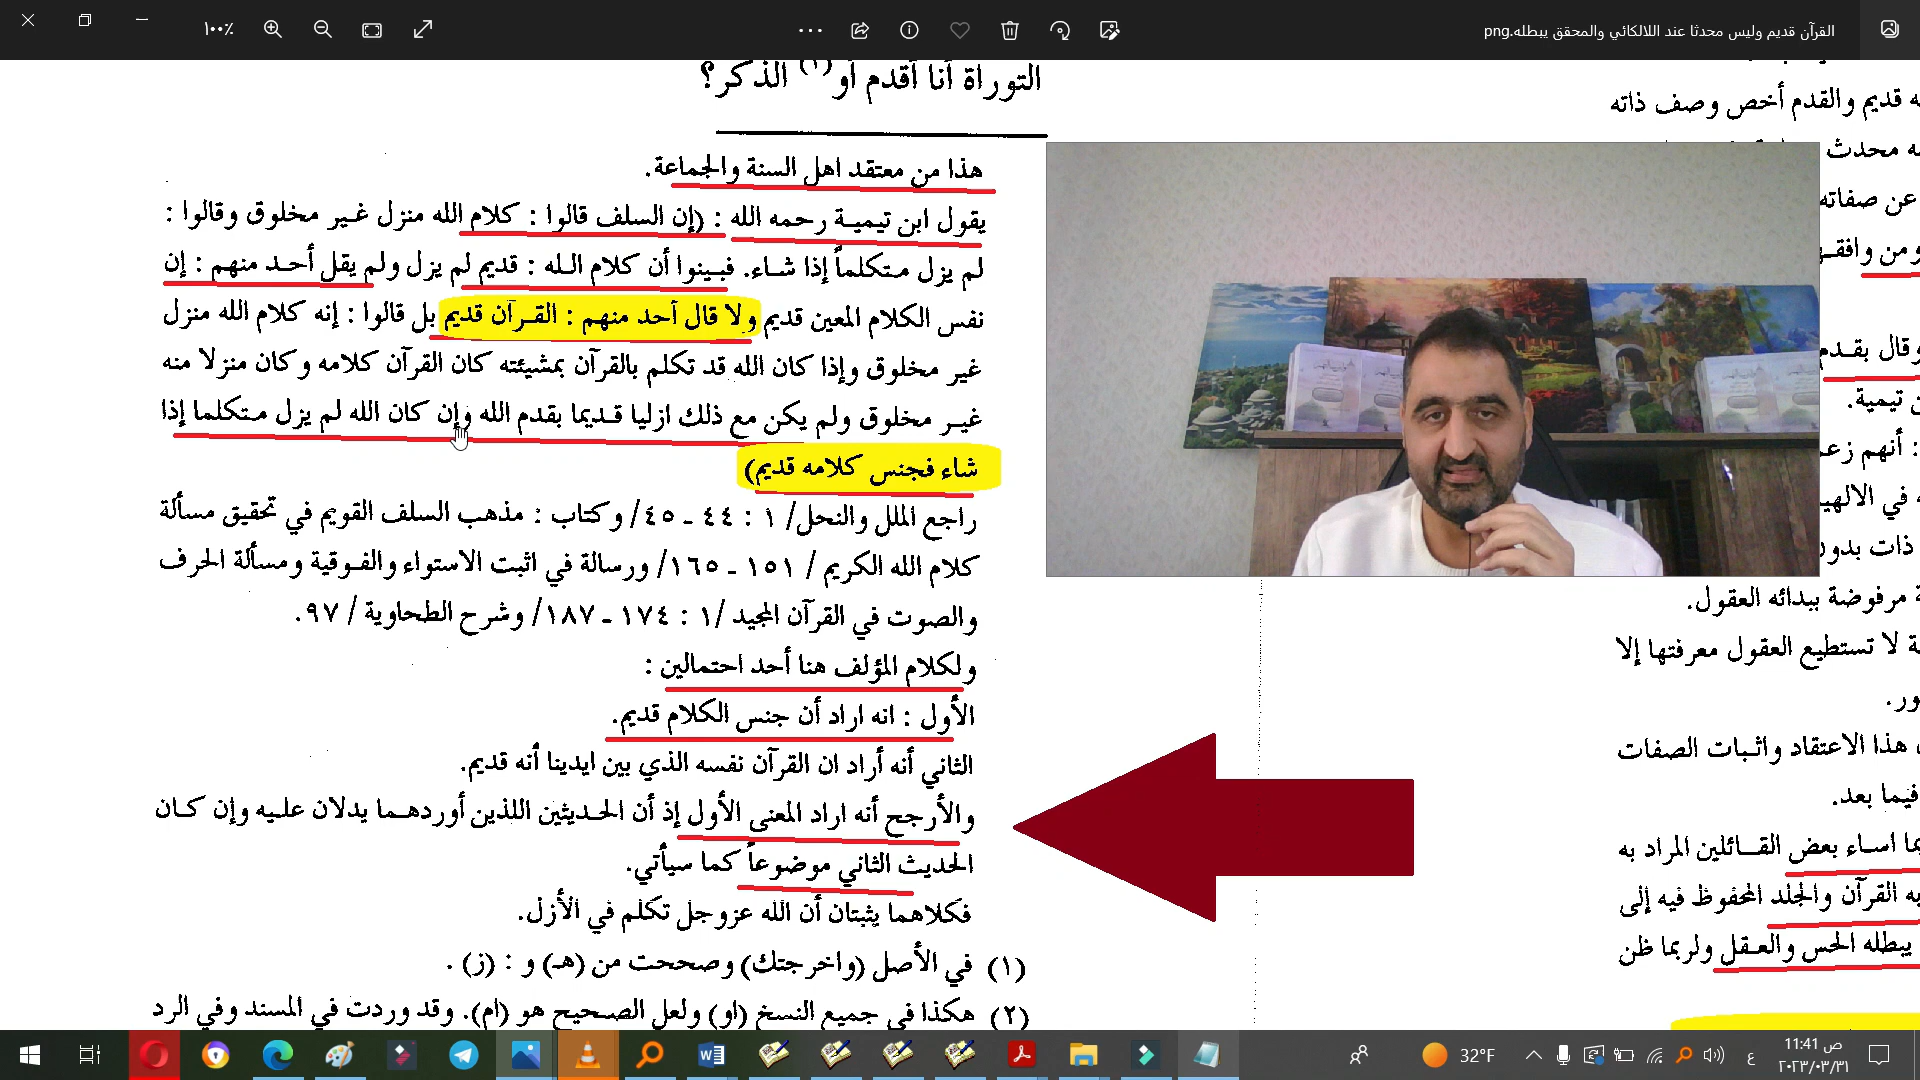 القرآن قديم وليس محدثا عند اللالكائي والمحقق يبطله.png
١٠٠٪
التوراة أنا أقدم أو (٢) الذكر؟
هذا من معتقد اهل السنة والجماعة.
يقول ابن تيميـة رحمه الله : (إن السلف قالوا : كلام الله منزل غـير مخلوق وقالوا :
لم يزل متكلماً إذا شاء. فبينوا أن كلام الله : قديم لم يزل ولم يقل أحد منهم : إن
نفس الكلام المعين قديم ولا قال أحد منهم : القرآن قديم بل قالوا : إنه كلام الله منزل
غير مخلوق وإذا كان الله قد تكلم بالقرآن بمشيئته كان القرآن كلامه وكان منزلا منه
غير مخلوق ولم يكن مع ذلك ازليا قديما بقدم الله وإن كان الله لم يزل متكلما إذا
شاء فجنس كلامه قديم)
راجع الملل والنحل/ ١ : ٤٤ ـ ٤٥/ وكتاب : مذهب السلف القويم في تحقيق مسألة
كلام الله الكريم / ١٥١ ـ ١٦٥/ ورسالة في اثبت الاستواء والفوقية ومسألة الحرف
والصوت في القرآن المجيد /١ : ١٧٤ ـ ١٨٧/ وشرح الطحاوية / ٩٧.
ولكلام المؤلف هنا أحد احتمالين :
الأول : انه اراد أن جنس الكلام قديم.
الثاني أنه أراد ان القرآن نفسه الذي بين ايدينا أنه قديم.
والأرجح أنه اراد المعنى الأول إذ أن الحديثين اللذين أوردهما يدلان عليه وإن كان
الحديث الثاني موضوعاً كما سيأتي.
فكلاهما يثبتان أن الله عزوجل تكلم في الأزل.
(١) في الأصل (واخرجتك) وصححت من (هـ) و : (ز) .
(٢) هكذا في جميع النسخ (او) ولعل الصحيح هو (ام). وقد وردت في المسند وفي الرد
ه قديم والقدم أخص وصف ذاته
ه محدث
عن صفاته
ومن وافقـ
وقال بقدم
ن تيمية.
: أنهم زعـ
ه في الالهيـ
ذات بدون
ة مرفوضة ببدائه العقول.
ة لا تستطيع العقول معرفتها إلا
ور.
هذا الاعتقاد واثبات الصفات
فيما بعد.
ما اساء بعض القائلين المراد به
به القرآن والجلد المحفوظ فيه إلى
يبطله الحس والعقل ولربما ظن
32°F
ع
11:41 ص
٢٠٢٣/٠٣/٣١